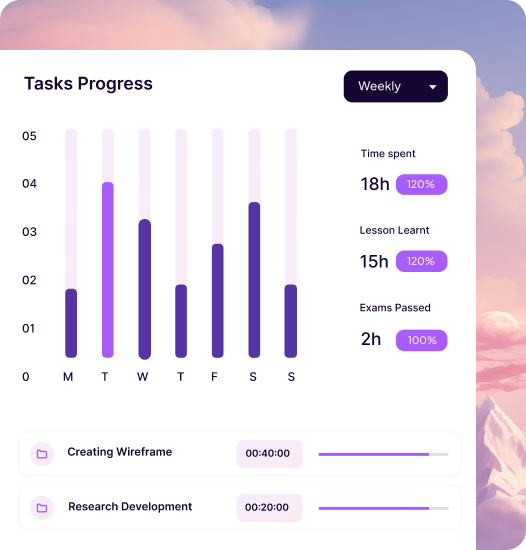 Tasks Progress
Weekly
05
04
03
02
01
0
M T W T F S S
Time spent
18h 120%
Lesson Learnt
15h 120%
Exams Passed
2h 100%
Creating Wireframe 00:40:00
Research Development 00:20:00